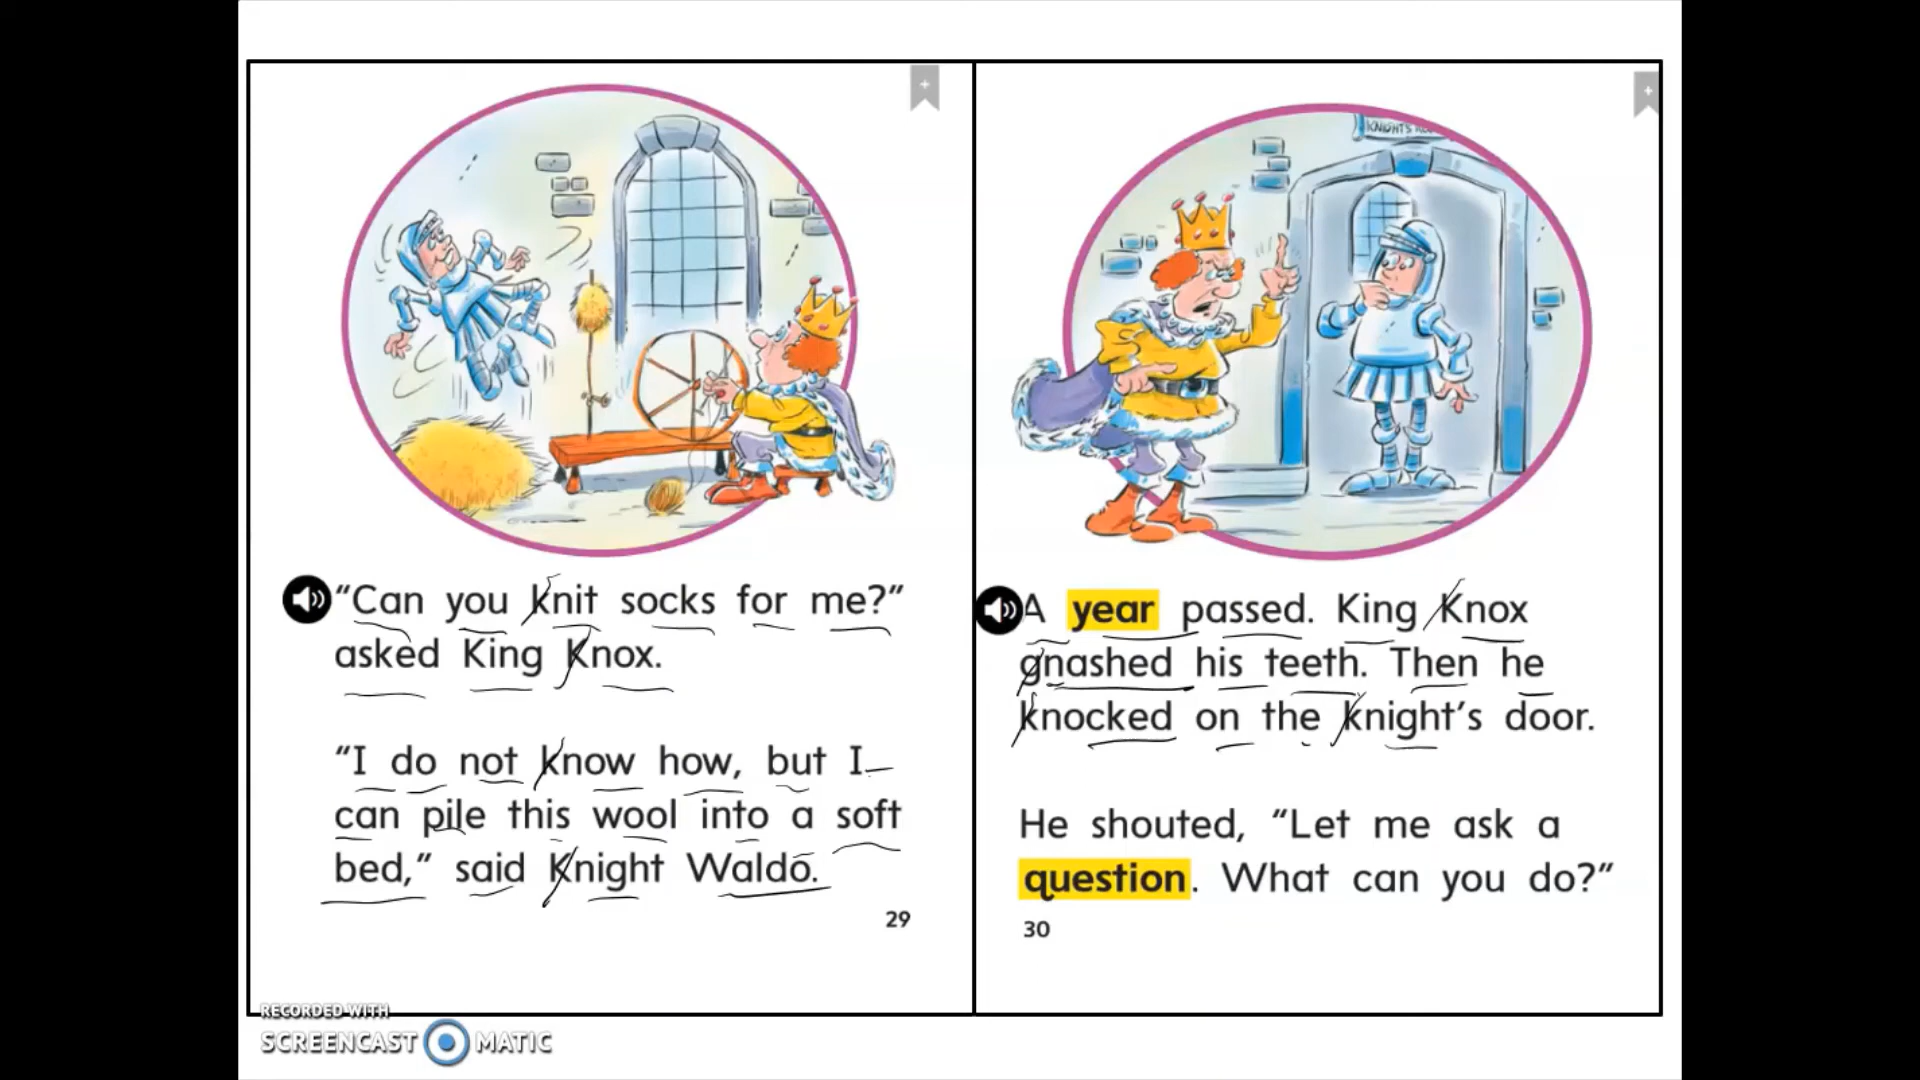 "Can you knit socks for me?"
asked King Knox.
"I do not know how, but I
can pile this wool into a soft
bed," said Knight Waldo.
29
KNIGHTS
A year passed. King Knox
gnashed his teeth. Then he
knocked on the knight's door.
He shouted, "Let me ask a
question. What can you do?"
30
RECORDED WITH
SCREENCAST MATIC